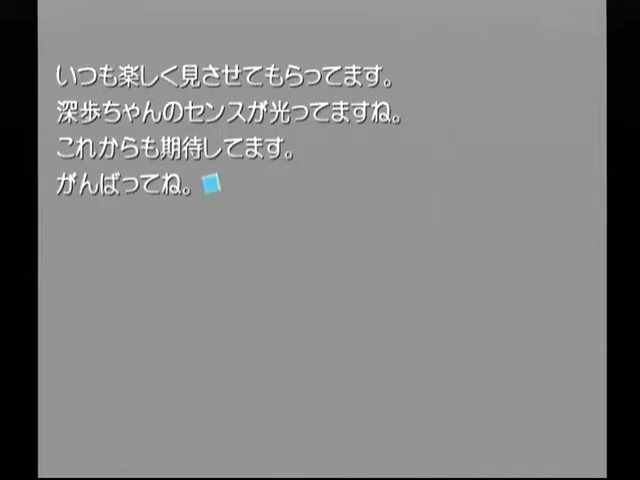 いつも楽しく見させてもらってます。
深歩ちゃんのセンスが光ってますね。
これからも期待してます。
がんばってね。